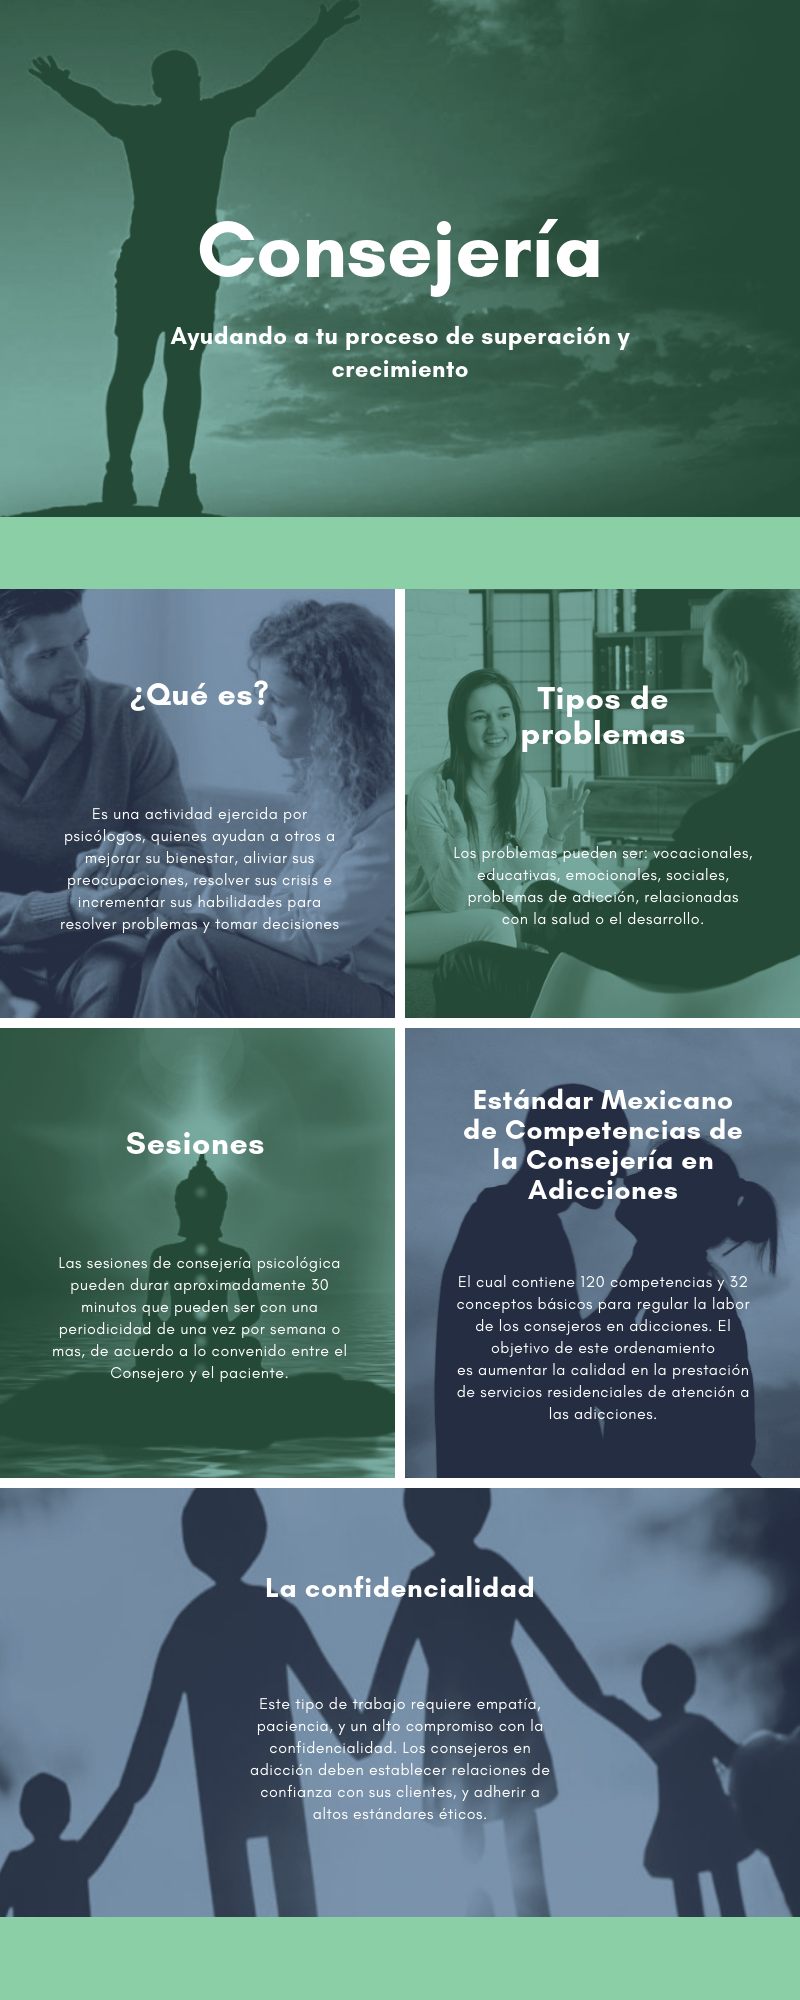 Consejería
Ayudando a tu proceso de superación y
crecimiento
¿Qué es?
Es una actividad ejercida por
psicólogos, quienes ayudan a otros a
mejorar su bienestar, aliviar sus
preocupaciones, resolver sus crisis e
incrementar sus habilidades para
resolver problemas y tomar decisiones
Tipos de
problemas
Los problemas pueden ser: vocacionales,
educativas, emocionales, sociales,
problemas de adicción, relacionadas
con la salud o el desarrollo.
Sesiones
Las sesiones de consejería psicológica
pueden durar aproximadamente 30
minutos que pueden ser con una
periodicidad de una vez por semana o
mas, de acuerdo a lo convenido entre el
Consejero y el paciente.
Estándar Mexicano
de Competencias de
la Consejería en
Adicciones
El cual contiene 120 competencias y 32
conceptos básicos para regular la labor
de los consejeros en adicciones. El
objetivo de este ordenamiento
es aumentar la calidad en la prestación
de servicios residenciales de atención a
las adicciones.
La confidencialidad
Este tipo de trabajo requiere empatía,
paciencia, y un alto compromiso con la
confidencialidad. Los consejeros en
adicción deben establecer relaciones de
confianza con sus clientes, y adherir a
altos estándares éticos.